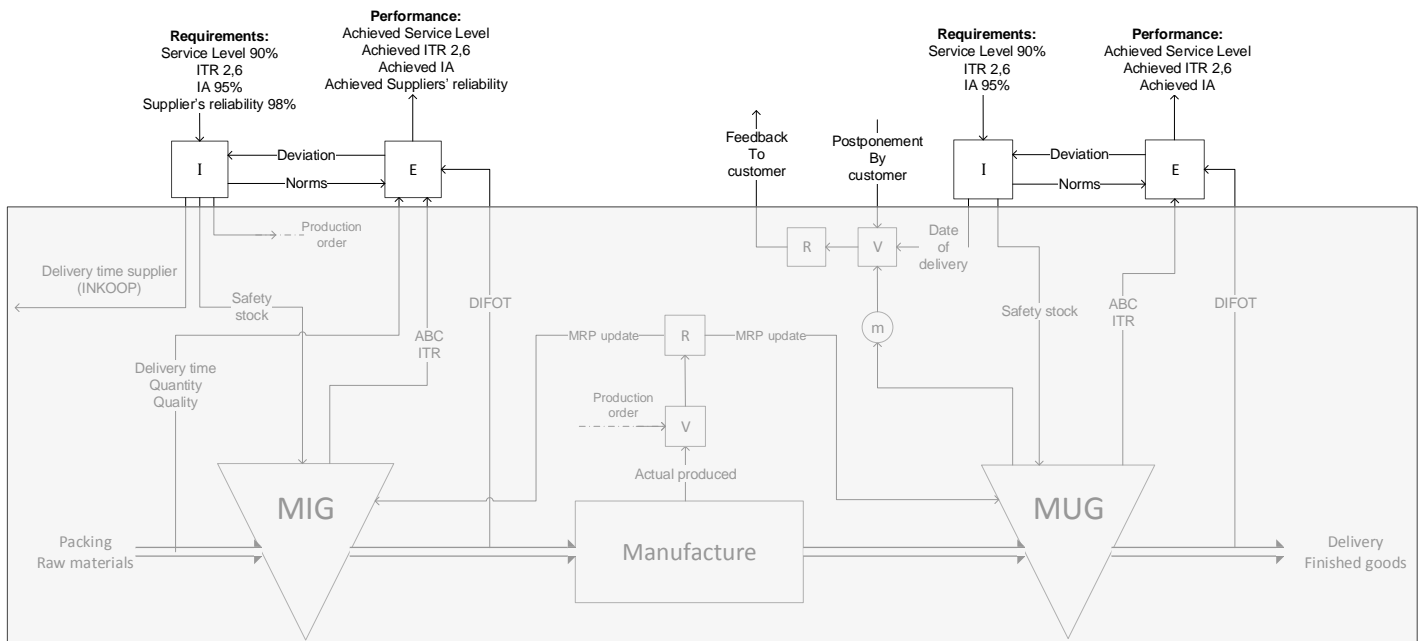 Requirements:
Service Level 90%
ITR 2,6
IA 95%
Supplier's reliability 98%
Performance:
Achieved Service Level
Achieved ITR 2,6
Achieved IA
Achieved Suppliers' reliability
I
Deviation
Norms
E
Feedback
To
customer
Postponement
By
customer
Requirements:
Service Level 90%
ITR 2,6
IA 95%
Performance:
Achieved Service Level
Achieved ITR 2,6
Achieved IA
I
Deviation
Norms
E
Production
order
Delivery time supplier
(INKOOP)
Safety
stock
ABC
ITR
DIFOT
Delivery time
Quantity
Quality
R
V
Date
of
delivery
m
Safety stock
ABC
ITR
DIFOT
MRP update
R
MRP update
Production
order
V
Actual produced
MIG
Manufacture
MUG
Packing
Raw materials
Delivery
Finished goods